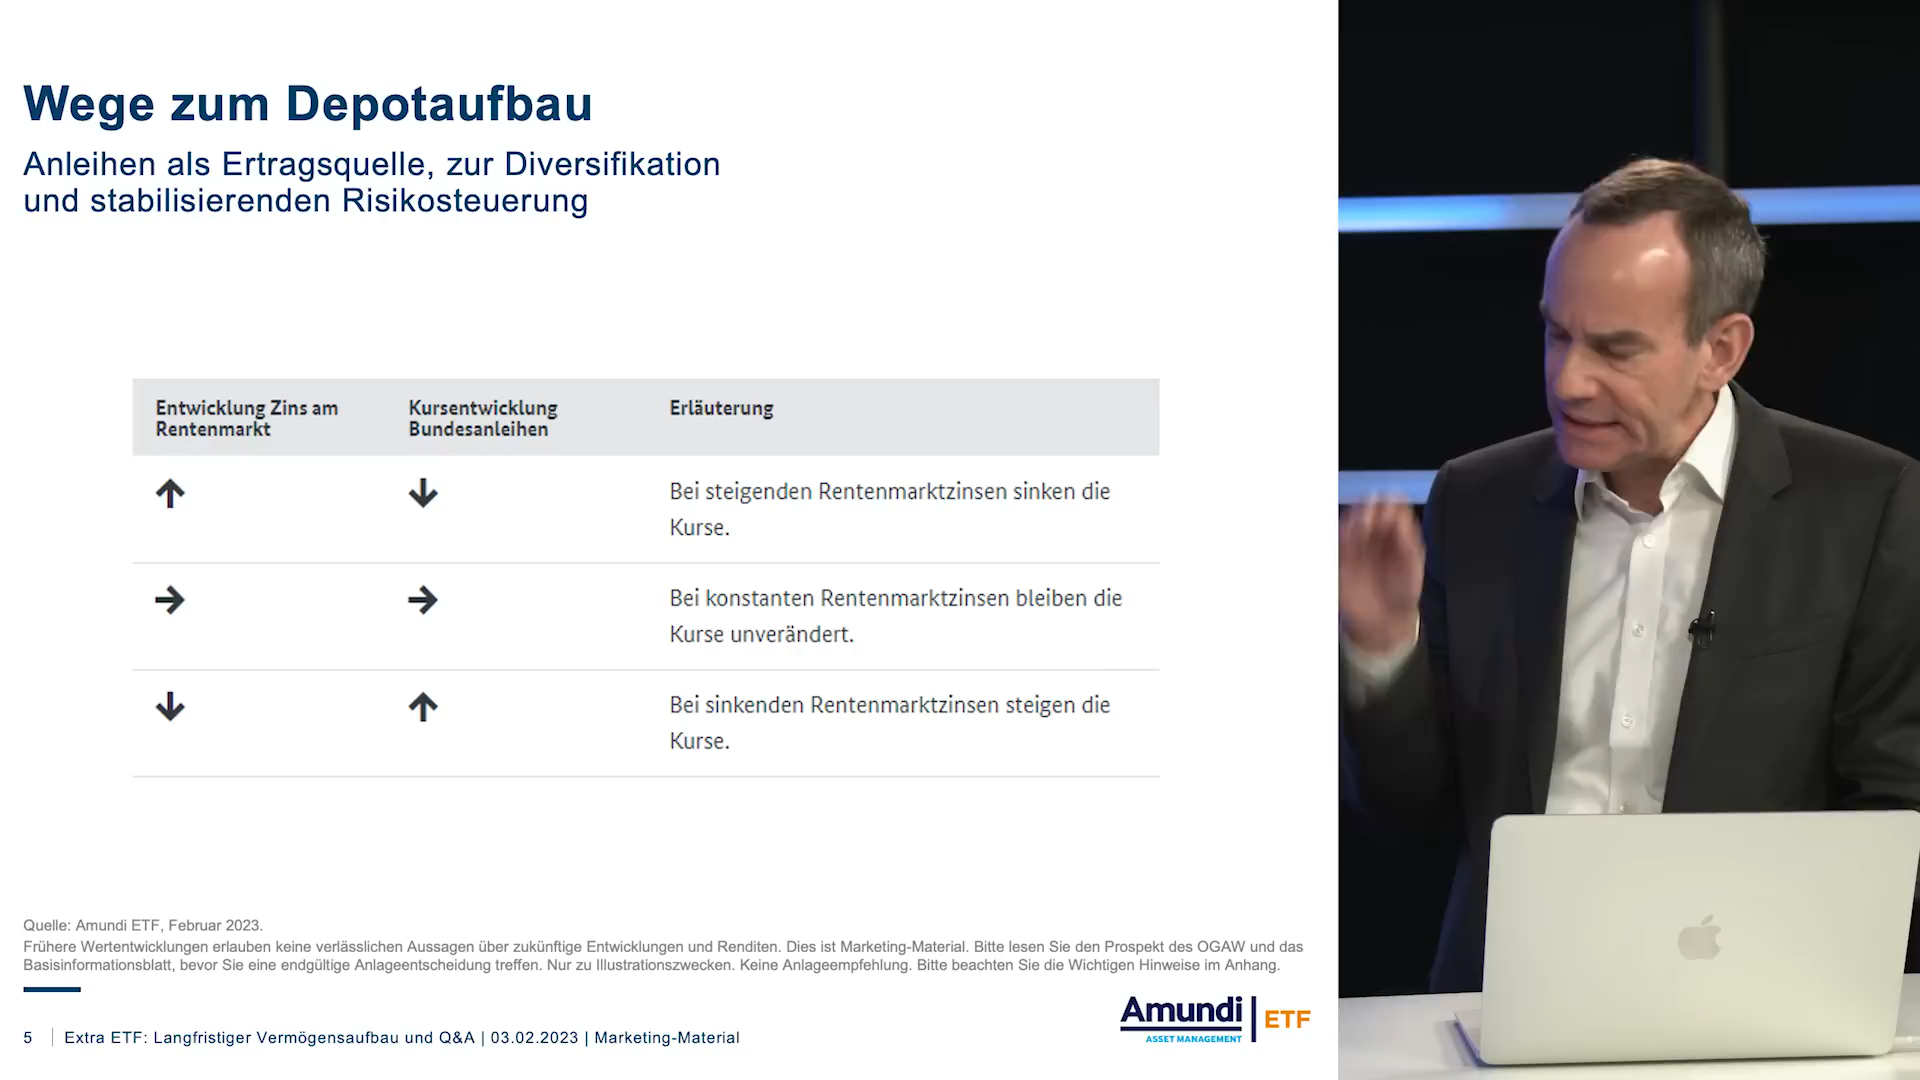 Wege zum Depotaufbau
Anleihen als Ertragsquelle, zur Diversifikation
und stabilisierenden Risikosteuerung
Entwicklung Zins am
Rentenmarkt
Kursentwicklung
Bundesanleihen
Erläuterung
Bei steigenden Rentenmarktzinsen sinken die
Kurse.
Bei konstanten Rentenmarktzinsen bleiben die
Kurse unverändert.
Bei sinkenden Rentenmarktzinsen steigen die
Kurse.
Quelle: Amundi ETF, Februar 2023.
Frühere Wertentwicklungen erlauben keine verlässlichen Aussagen über zukünftige Entwicklungen und Renditen. Dies ist Marketing-Material. Bitte lesen Sie den Prospekt des OGAW und das
Basisinformationsblatt, bevor Sie eine endgültige Anlageentscheidung treffen. Nur zu Illustrationszwecken. Keine Anlageempfehlung. Bitte beachten Sie die Wichtigen Hinweise im Anhang.
5 | Extra ETF: Langfristiger Vermögensaufbau und Q&A | 03.02.2023 | Marketing-Material
Amundi | ETF
ASSET MANAGEMENT